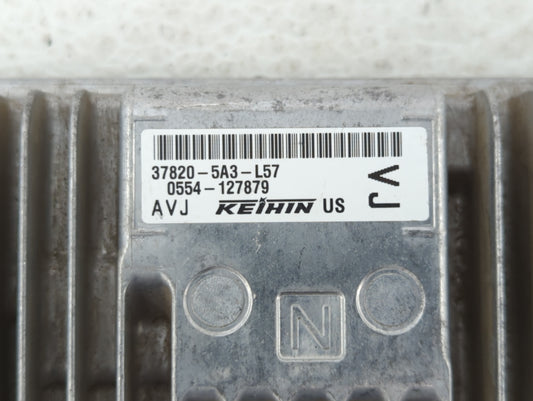 37820-5A3-L57
0554-127879
AVJ KEIHIN US
VJ
N